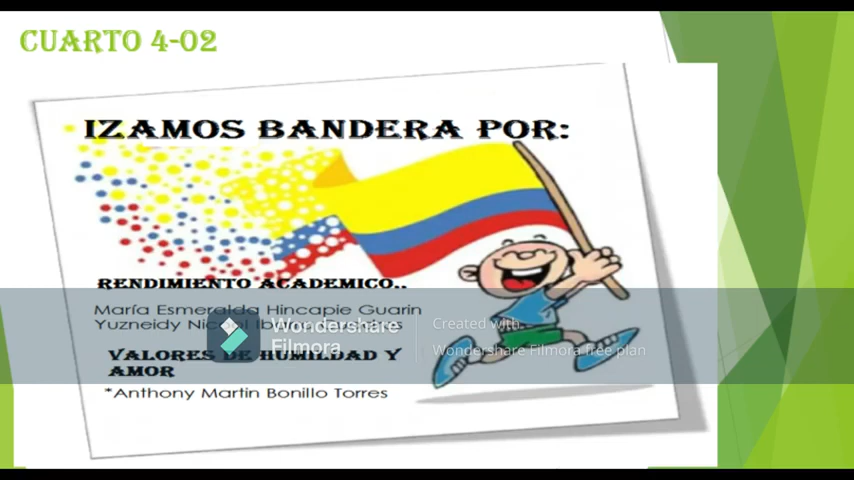 CUARTO 4-02
IZAMOS BANDERA POR:
RENDIMIENTO ACADEMICO..
María Esmeralda Hincapie Guarin
Yuzneidy
VALORES DE HUMILDAD Y
AMOR
*Anthony Martin Bonillo Torres
Wondershare
Filmora
Created with
Wondershare Filmora free plan